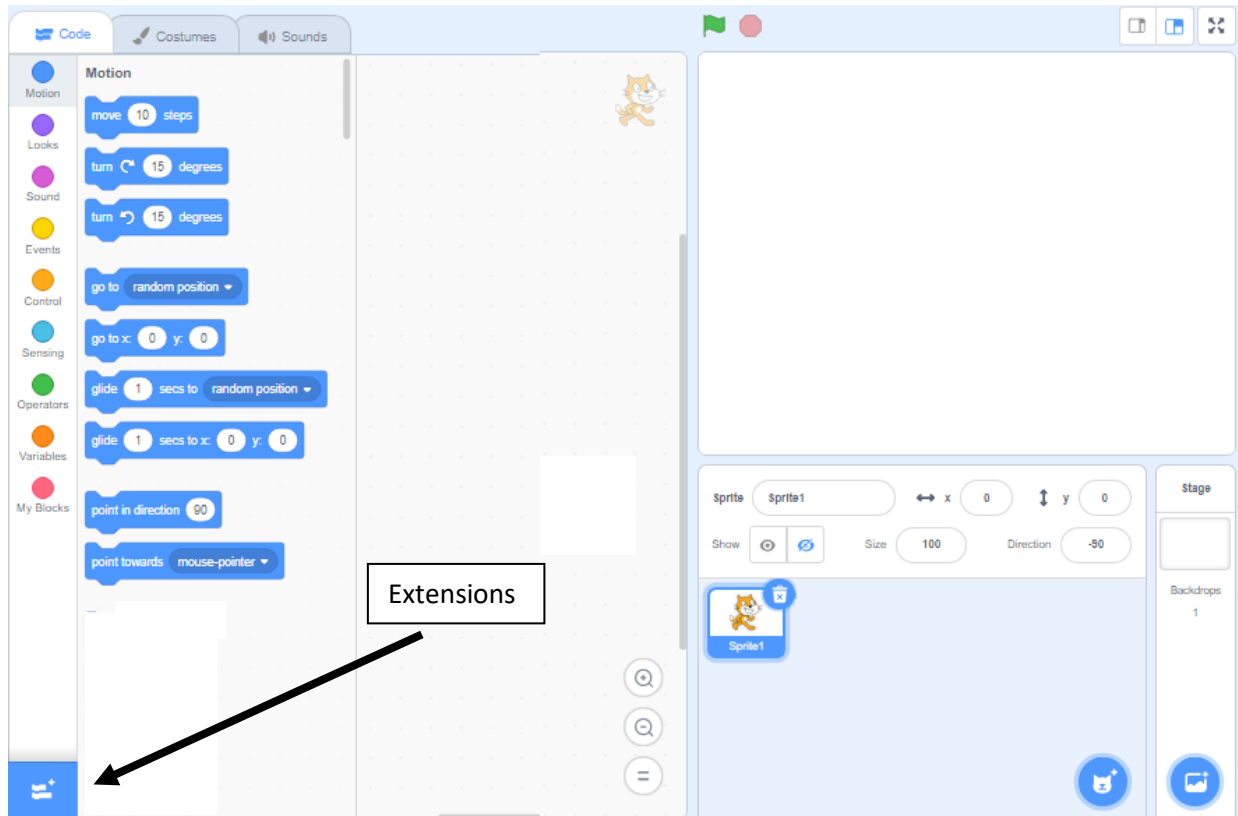 Code
Costumes
Sounds
Motion
Looks
Sound
Events
Control
Sensing
Operators
Variables
My Blocks
Motion
move 10 steps
turn 15 degrees
turn 15 degrees
go to random position
go to x: 0 y: 0
glide 1 secs to random position
glide 1 secs to x: 0 y: 0
point in direction 90
point towards mouse-pointer
Extensions
Sprite Sprite1 x 0 y 0
Show Size 100 Direction -90
Sprite1
Stage
Backdrops
1